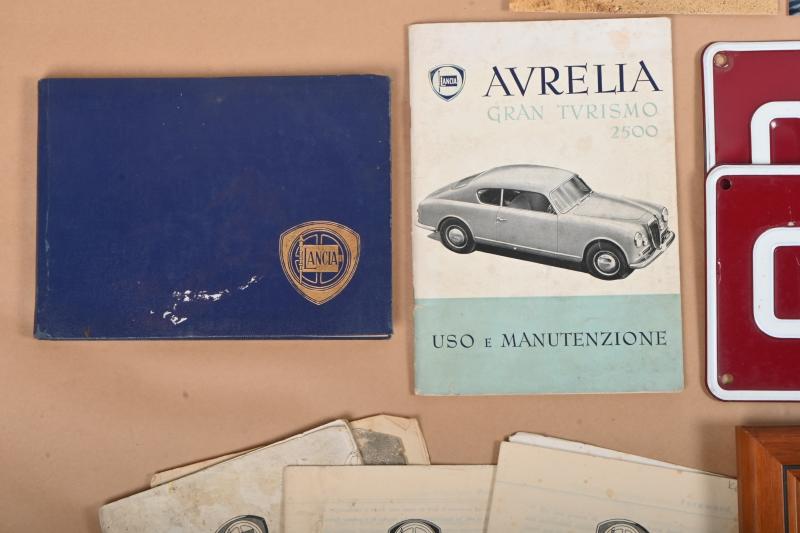 LANCIA
LANCIA
AVRELIA
GRAN TVRISMO
2500
USO E MANUTENZIONE